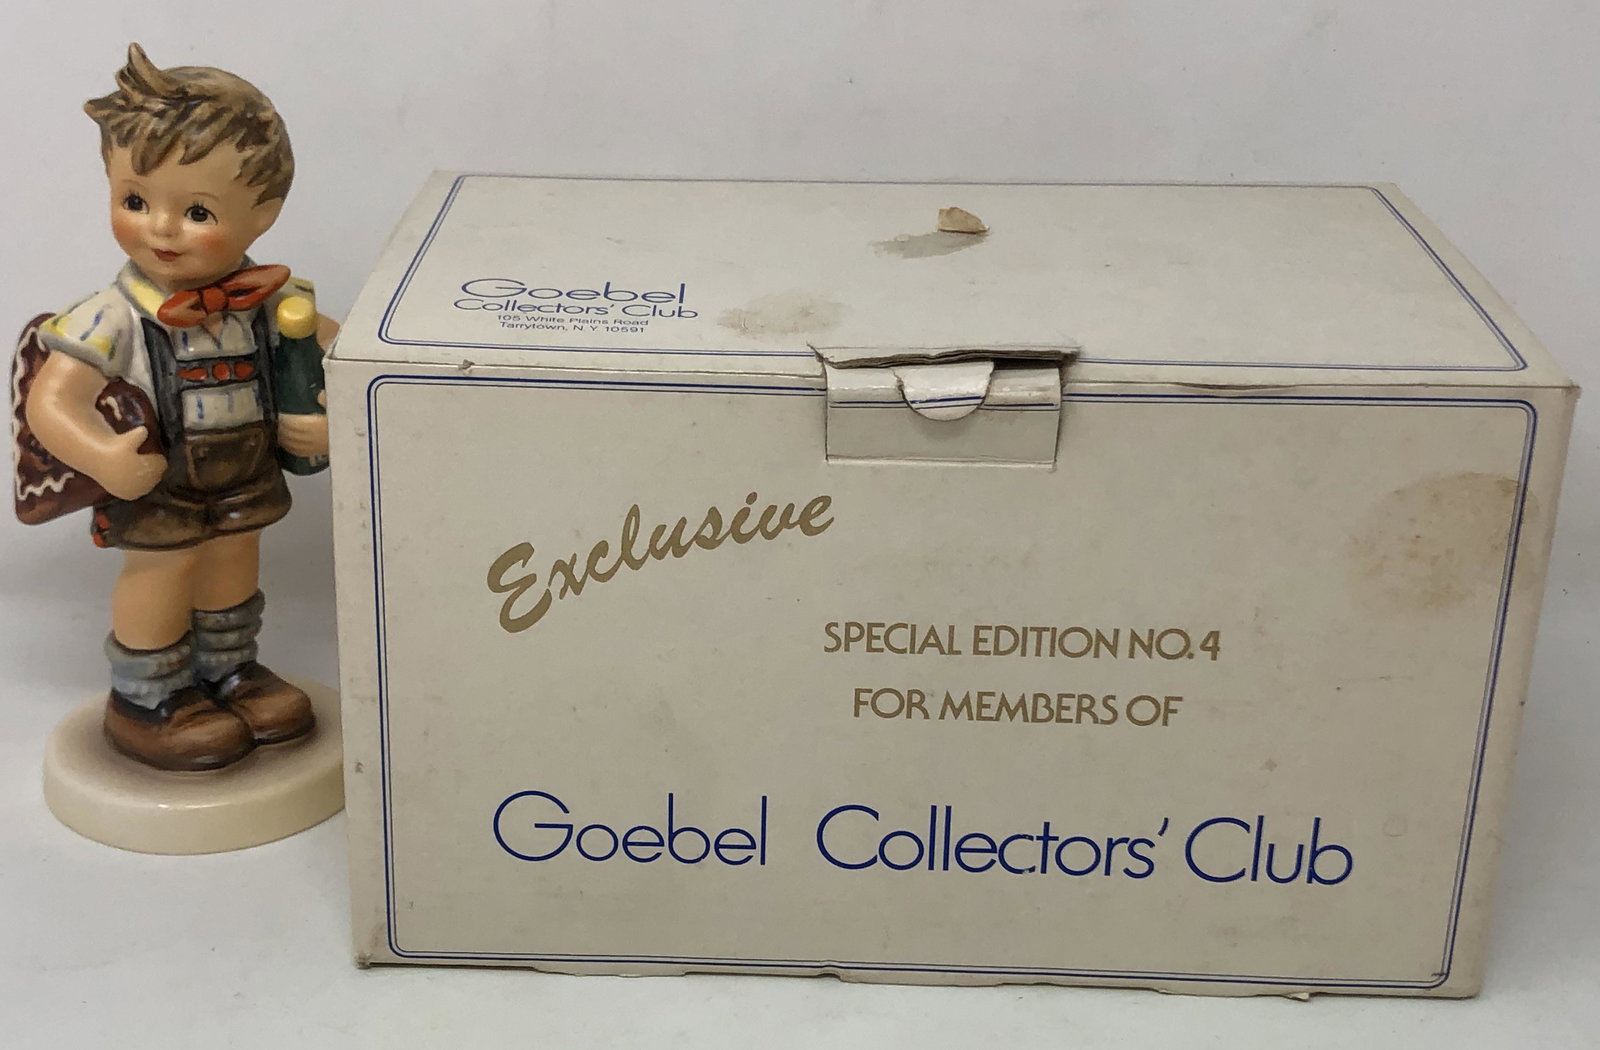 Goebel
Collectors' Club
105 White Plains Road
Tarrytown, N.Y. 10591
Exclusive
SPECIAL EDITION NO. 4
FOR MEMBERS OF
Goebel Collectors' Club